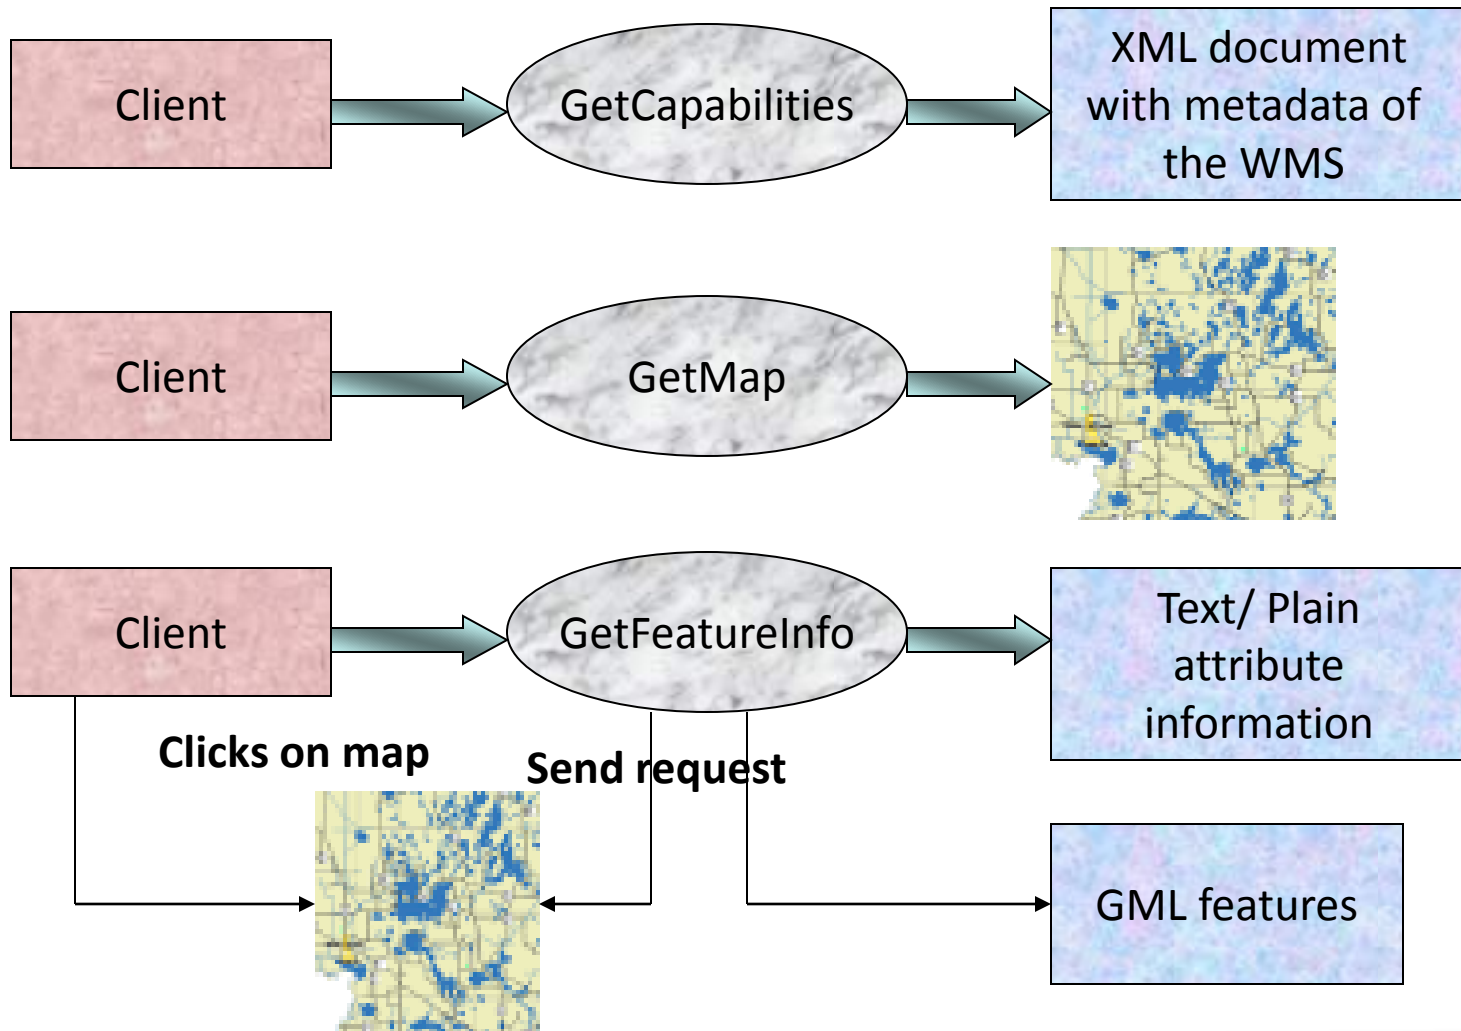 Client
GetCapabilities
XML document
with metadata of
the WMS
Client
GetMap
Client
GetFeatureInfo
Text/ Plain
attribute
information
Clicks on map
Send request
GML features